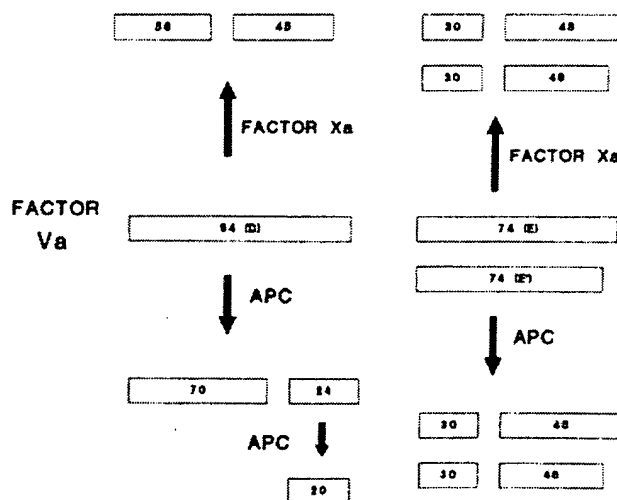 56 45 30 48
30 48
FACTOR Xa
FACTOR Xa
FACTOR
Va
94 (D) 74 (E)
74 (E')
APC
APC
70 24
30 48
APC
30 48
20